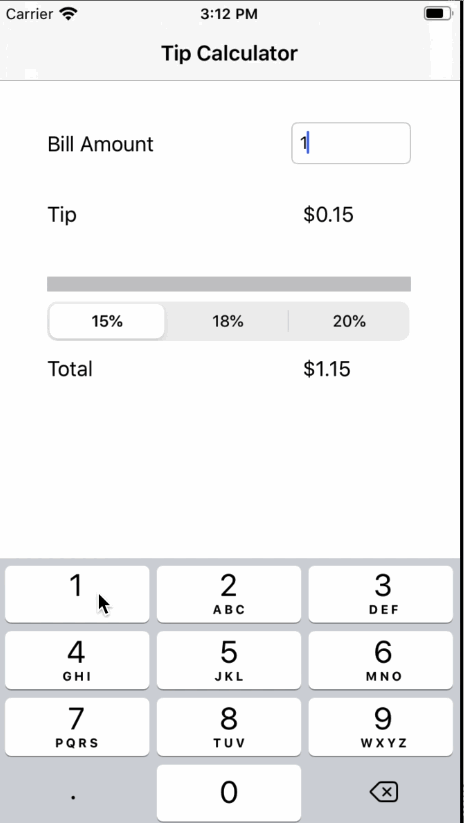 Carrier 3:12 PM
Tip Calculator
Bill Amount 1
Tip $0.15
15% 18% 20%
Total $1.15
1 2 3
ABC DEF
4 5 6
GHI JKL MNO
7 8 9
PQRS TUV WXYZ
. 0